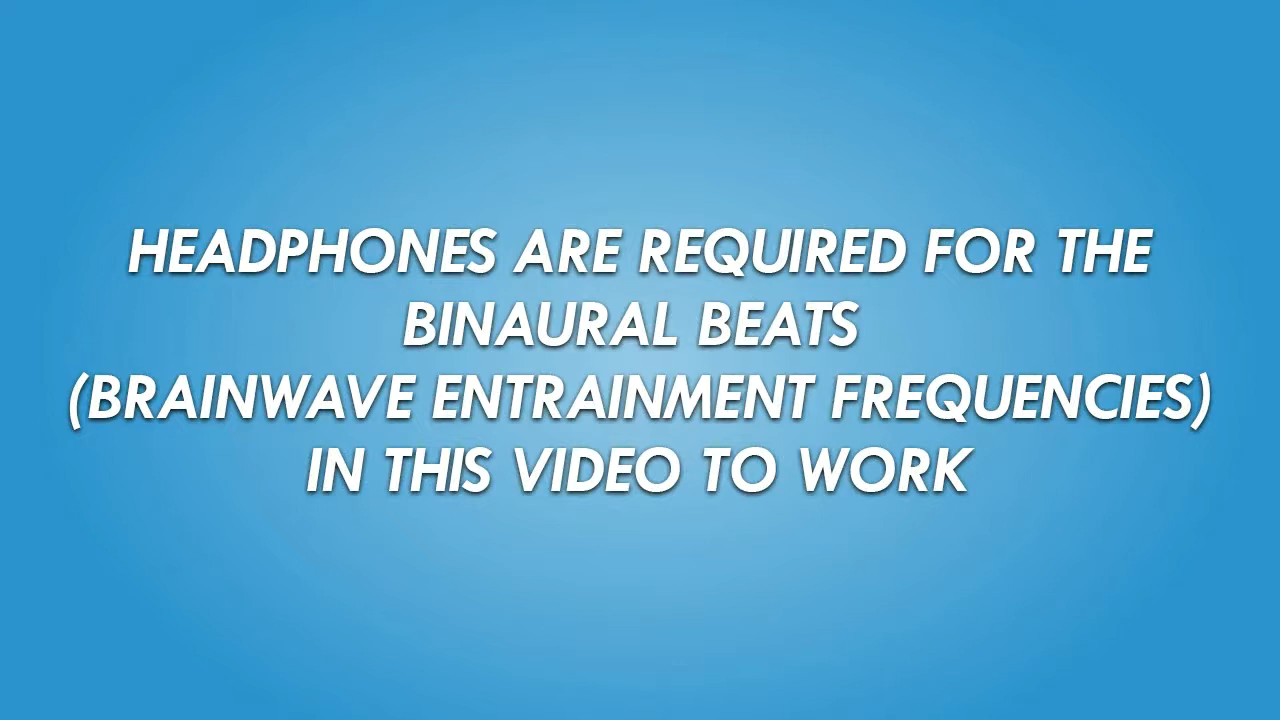 HEADPHONES ARE REQUIRED FOR THE
BINAURAL BEATS
(BRAINWAVE ENTRAINMENT FREQUENCIES)
IN THIS VIDEO TO WORK